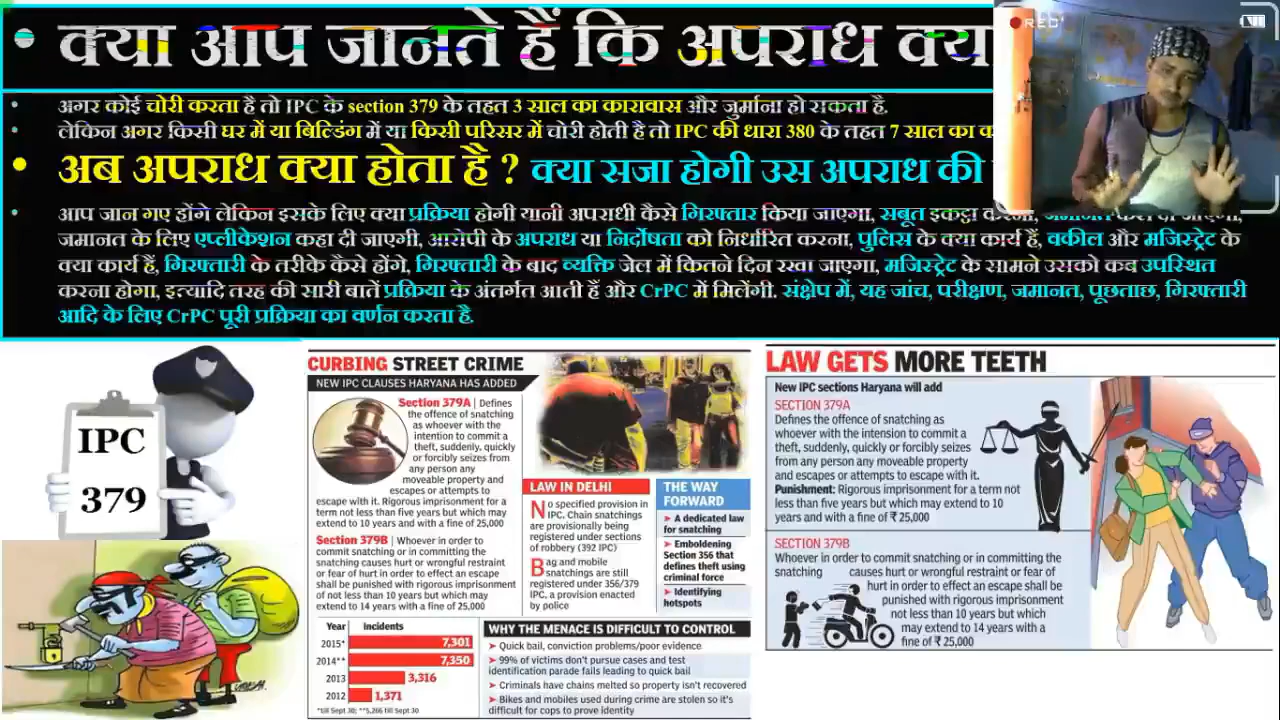 • क्या आप जानते हैं कि अपराध क्या
REC
• अगर कोई चोरी करता है तो IPC के section 379 के तहत 3 साल का कारावास और जुर्माना हो सकता है.
• लेकिन अगर किसी घर में या बिल्डिंग में या किसी परिसर में चोरी होती है तो IPC की धारा 380 के तहत 7 साल का
• अब अपराध क्या होता है ? क्या सजा होगी उस अपराध की
• आप जान गए होंगे लेकिन इसके लिए क्या प्रक्रिया होगी यानी अपराधी कैसे गिरफ्तार किया जाएगा, सबूत इकट्ठा
जमानत के लिए एप्लीकेशन कहा दी जाएगी, आरोपी के अपराध या निर्दोषता को निर्धारित करना, पुलिस के क्या कार्य हैं, वकील और मजिस्ट्रेट के
क्या कार्य हैं, गिरफ्तारी के तरीके कैसे होंगे, गिरफ्तारी के बाद व्यक्ति जेल में कितने दिन रखा जाएगा, मजिस्ट्रेट के सामने उसको कब उपस्थित
करना होगा, इत्यादि तरह की सारी बातें प्रक्रिया के अंतर्गत आती हैं और CrPC में मिलेंगी. संक्षेप में, यह जांच, परीक्षण, जमानत, पूछताछ, गिरफ्तारी
आदि के लिए CrPC पूरी प्रक्रिया का वर्णन करता है.
IPC
379
CURBING STREET CRIME
NEW IPC CLAUSES HARYANA HAS ADDED
Section 379A | Defines
the offence of snatching
as whoever with the
intention to commit a
theft, suddenly, quickly
or forcibly seizes
from any person any
moveable property and
escapes or attempts to
escape with it. Rigorous imprisonment for a
term not less than five years but which may
extend to 10 years and with a fine of 25,000
Section 379B | Whoever in order to
commit snatching or in committing the
snatching causes hurt or wrongful restraint
or fear of hurt in order to effect an escape
shall be punished with rigorous imprisonment
of not less than 10 years but which may
extend to 14 years with a fine of 25,000
LAW IN DELHI
No specified provision in
IPC. Chain snatchings
are provisionally being
registered under sections
of robbery (392 IPC)
Bag and mobile
snatchings are still
registered under 356/379
IPC, a provision enacted
by police
THE WAY
FORWARD
➤ A dedicated law
for snatching
➤ Emboldening
Section 356 that
defines theft using
criminal force
➤ Identifying
hotspots
Year Incidents
2015* 7,301
2014** 7,350
2013 3,316
2012 1,371
*till Sept 30; **5,266 till Sept 30
WHY THE MENACE IS DIFFICULT TO CONTROL
➤ Quick bail, conviction problems/poor evidence
➤ 99% of victims don't pursue cases and test
identification parade fails leading to quick bail
➤ Criminals have chains melted so property isn't recovered
➤ Bikes and mobiles used during crime are stolen so it's
difficult for cops to prove identity
LAW GETS MORE TEETH
New IPC sections Haryana will add
SECTION 379A
Defines the offence of snatching as
whoever with the intention to commit a
theft, suddenly, quickly or forcibly seizes
from any person any moveable property
and escapes or attempts to escape with it.
Punishment: Rigorous imprisonment for a term not
less than five years but which may extend to 10
years and with a fine of ₹ 25,000
SECTION 379B
Whoever in order to commit snatching or in committing the
snatching causes hurt or wrongful restraint or fear of
hurt in order to effect an escape shall be
punished with rigorous imprisonment
not less than 10 years but which
may extend to 14 years with a
fine of ₹ 25,000